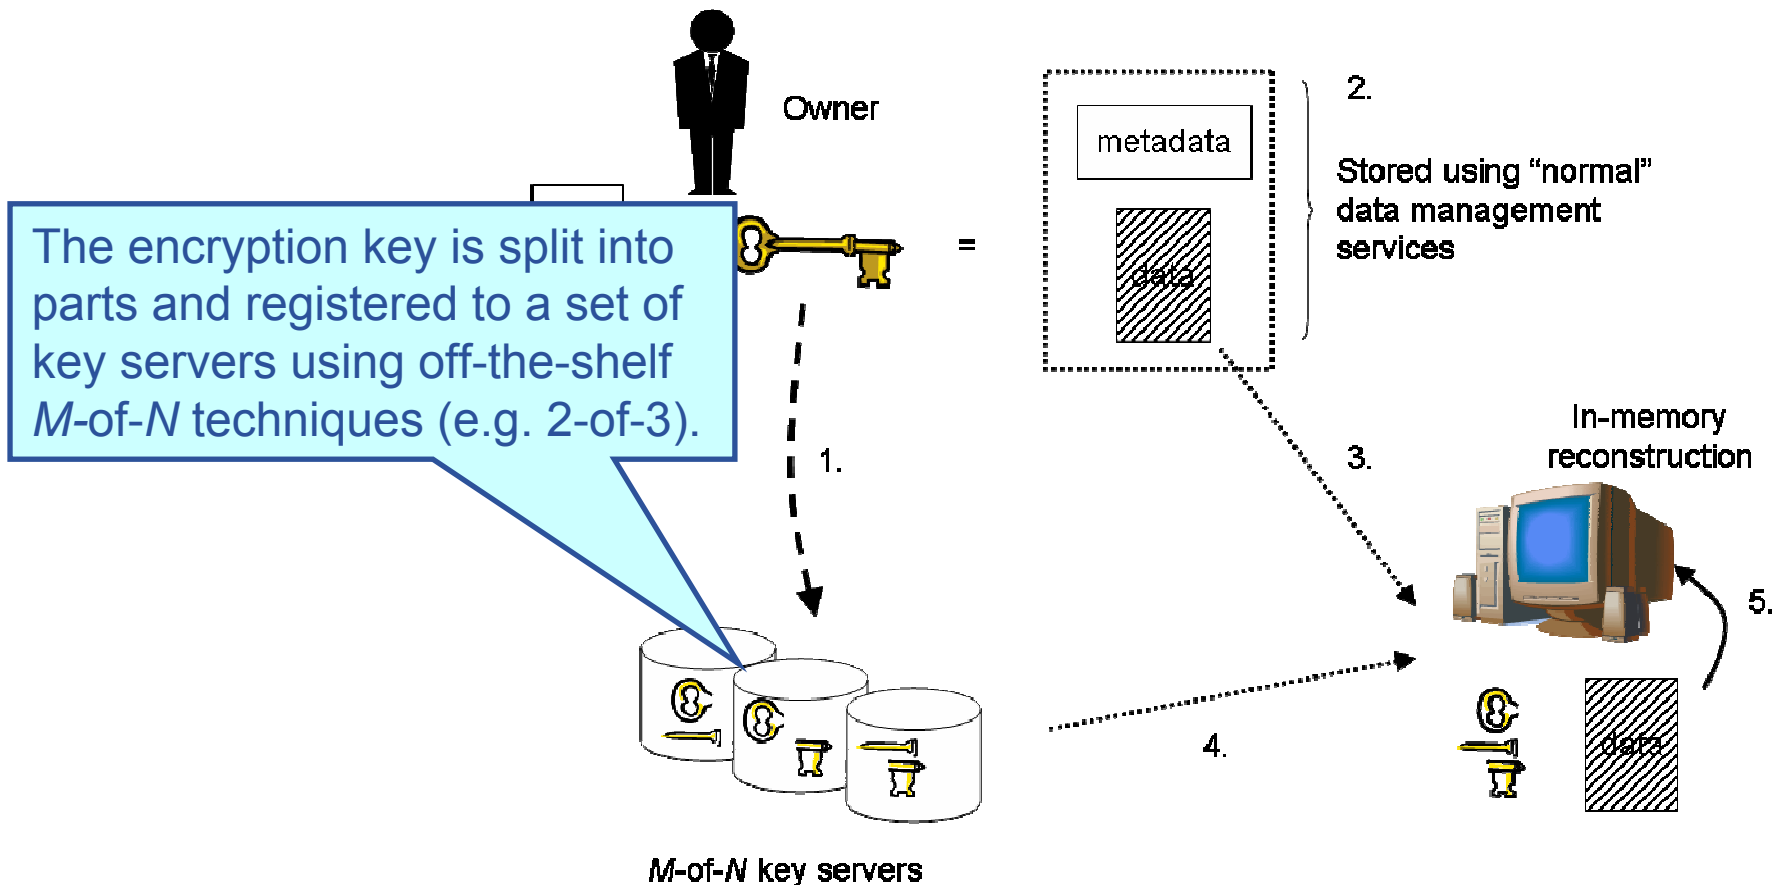 Owner
2.
metadata
Stored using “normal”
data management
services
data
The encryption key is split into
parts and registered to a set of
key servers using off-the-shelf
M-of-N techniques (e.g. 2-of-3).
=
1.
3.
In-memory
reconstruction
5.
4.
data
M-of-N key servers